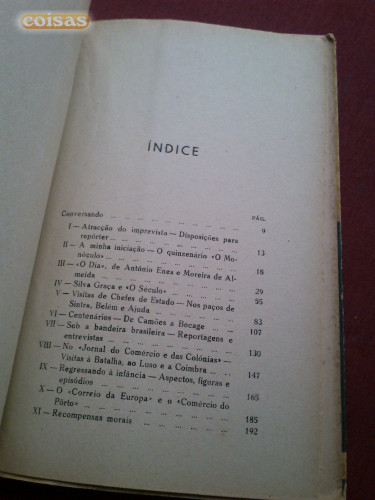 coisas
ÍNDICE
PÁG.
Conversando ... 9
I — Atracção do imprevisto — Disposições para
repórter ... 13
II — A minha iniciação — O quinzenário «O Mo-
nóculo» ... 18
III — «O Dia», de António Enes e Moreira de Al-
meida ... 29
IV — Silva Graça e «O Século» ... 55
V — Visitas de Chefes de Estado — Nos paços de
Sintra, Belém e Ajuda ... 83
VI — Centenários — De Camões a Bocage ... 107
VII — Sob a bandeira brasileira — Reportagens e
entrevistas ... 130
VIII — No «Jornal do Comércio e das Colónias» —
Visitas à Batalha, ao Luso e a Coimbra ... 147
IX — Regressando à infância — Aspectos, figuras e
episódios ... 165
X — O «Correio da Europa» e o «Comércio do
Pôrto» ... 185
XI — Recompensas morais ... 192